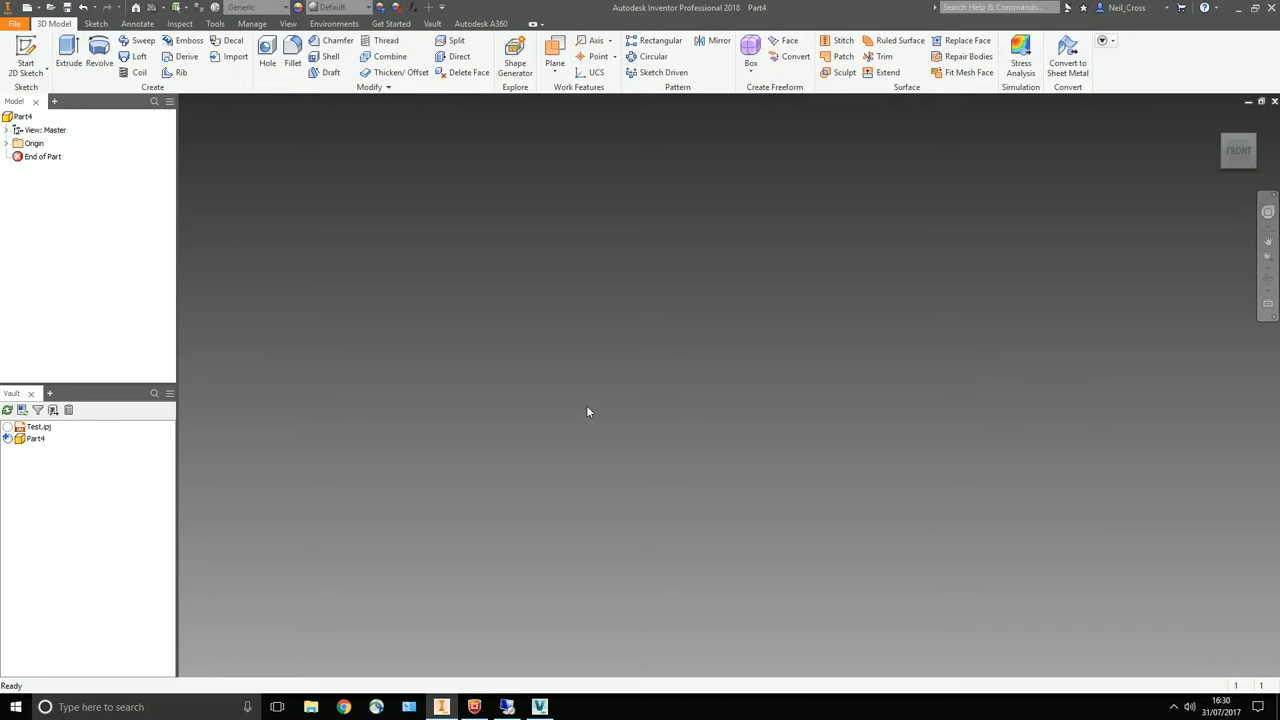 Generic Default Autodesk Inventor Professional 2018 Part4 Search Help & Commands... Neil_Cross
File 3D Model Sketch Annotate Inspect Tools Manage View Environments Get Started Vault Autodesk A360
Start 2D Sketch Extrude Revolve Sweep Emboss Decal Hole Fillet Chamfer Thread Split Shape Generator Plane Axis Rectangular Mirror Box Face Stitch Ruled Surface Replace Face Stress Analysis Convert to Sheet Metal
Loft Derive Import Shell Combine Direct Point Circular Convert Patch Trim Repair Bodies
Coil Rib Draft Thicken/ Offset Delete Face UCS Sketch Driven Sculpt Extend Fit Mesh Face
Sketch Create Modify Explore Work Features Pattern Create Freeform Surface Simulation Convert
Model
Part4
View: Master
Origin
End of Part
FRONT
Vault
Test.ipj
Part4
Ready 1 1
Type here to search 16:30
31/07/2017